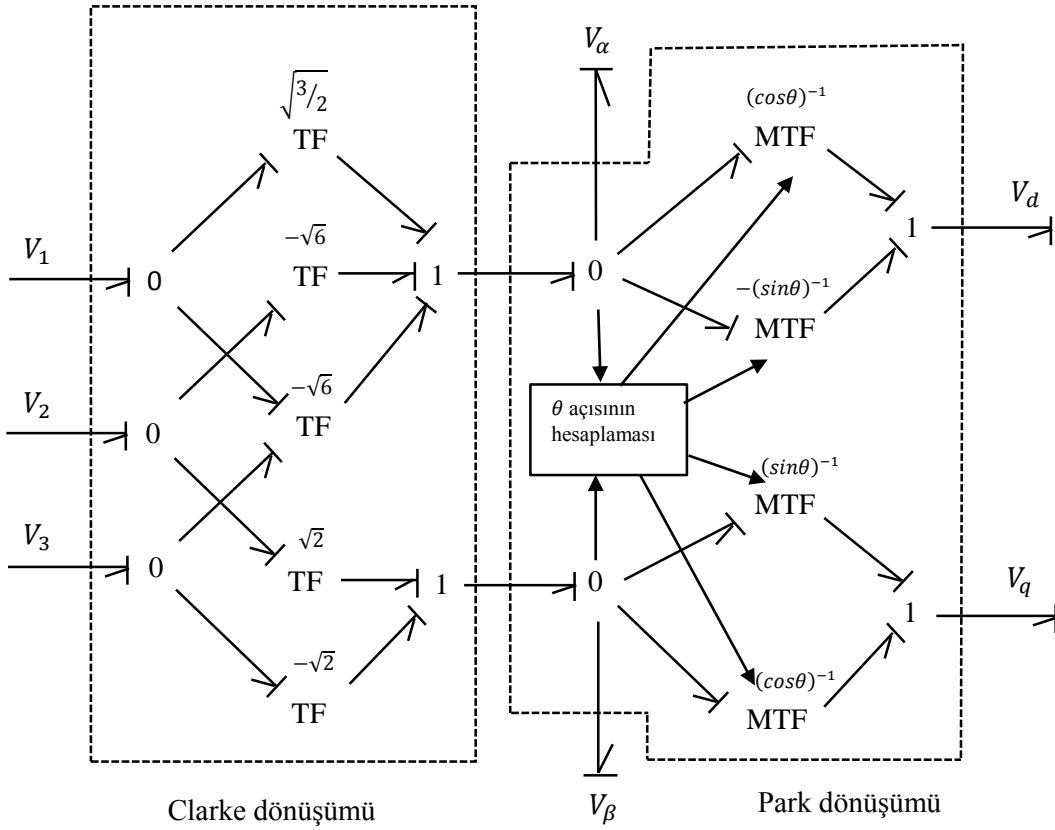 V_α
√3/2
TF
(cosθ)⁻¹
MTF
V_1
0
-√6
TF
1
0
1
V_d
-(sinθ)⁻¹
MTF
V_2
0
-√6
TF
θ açısının
hesaplaması
(sinθ)⁻¹
MTF
V_3
0
√2
TF
1
0
1
V_q
-√2
TF
(cosθ)⁻¹
MTF
V_β
Clarke dönüşümü
Park dönüşümü